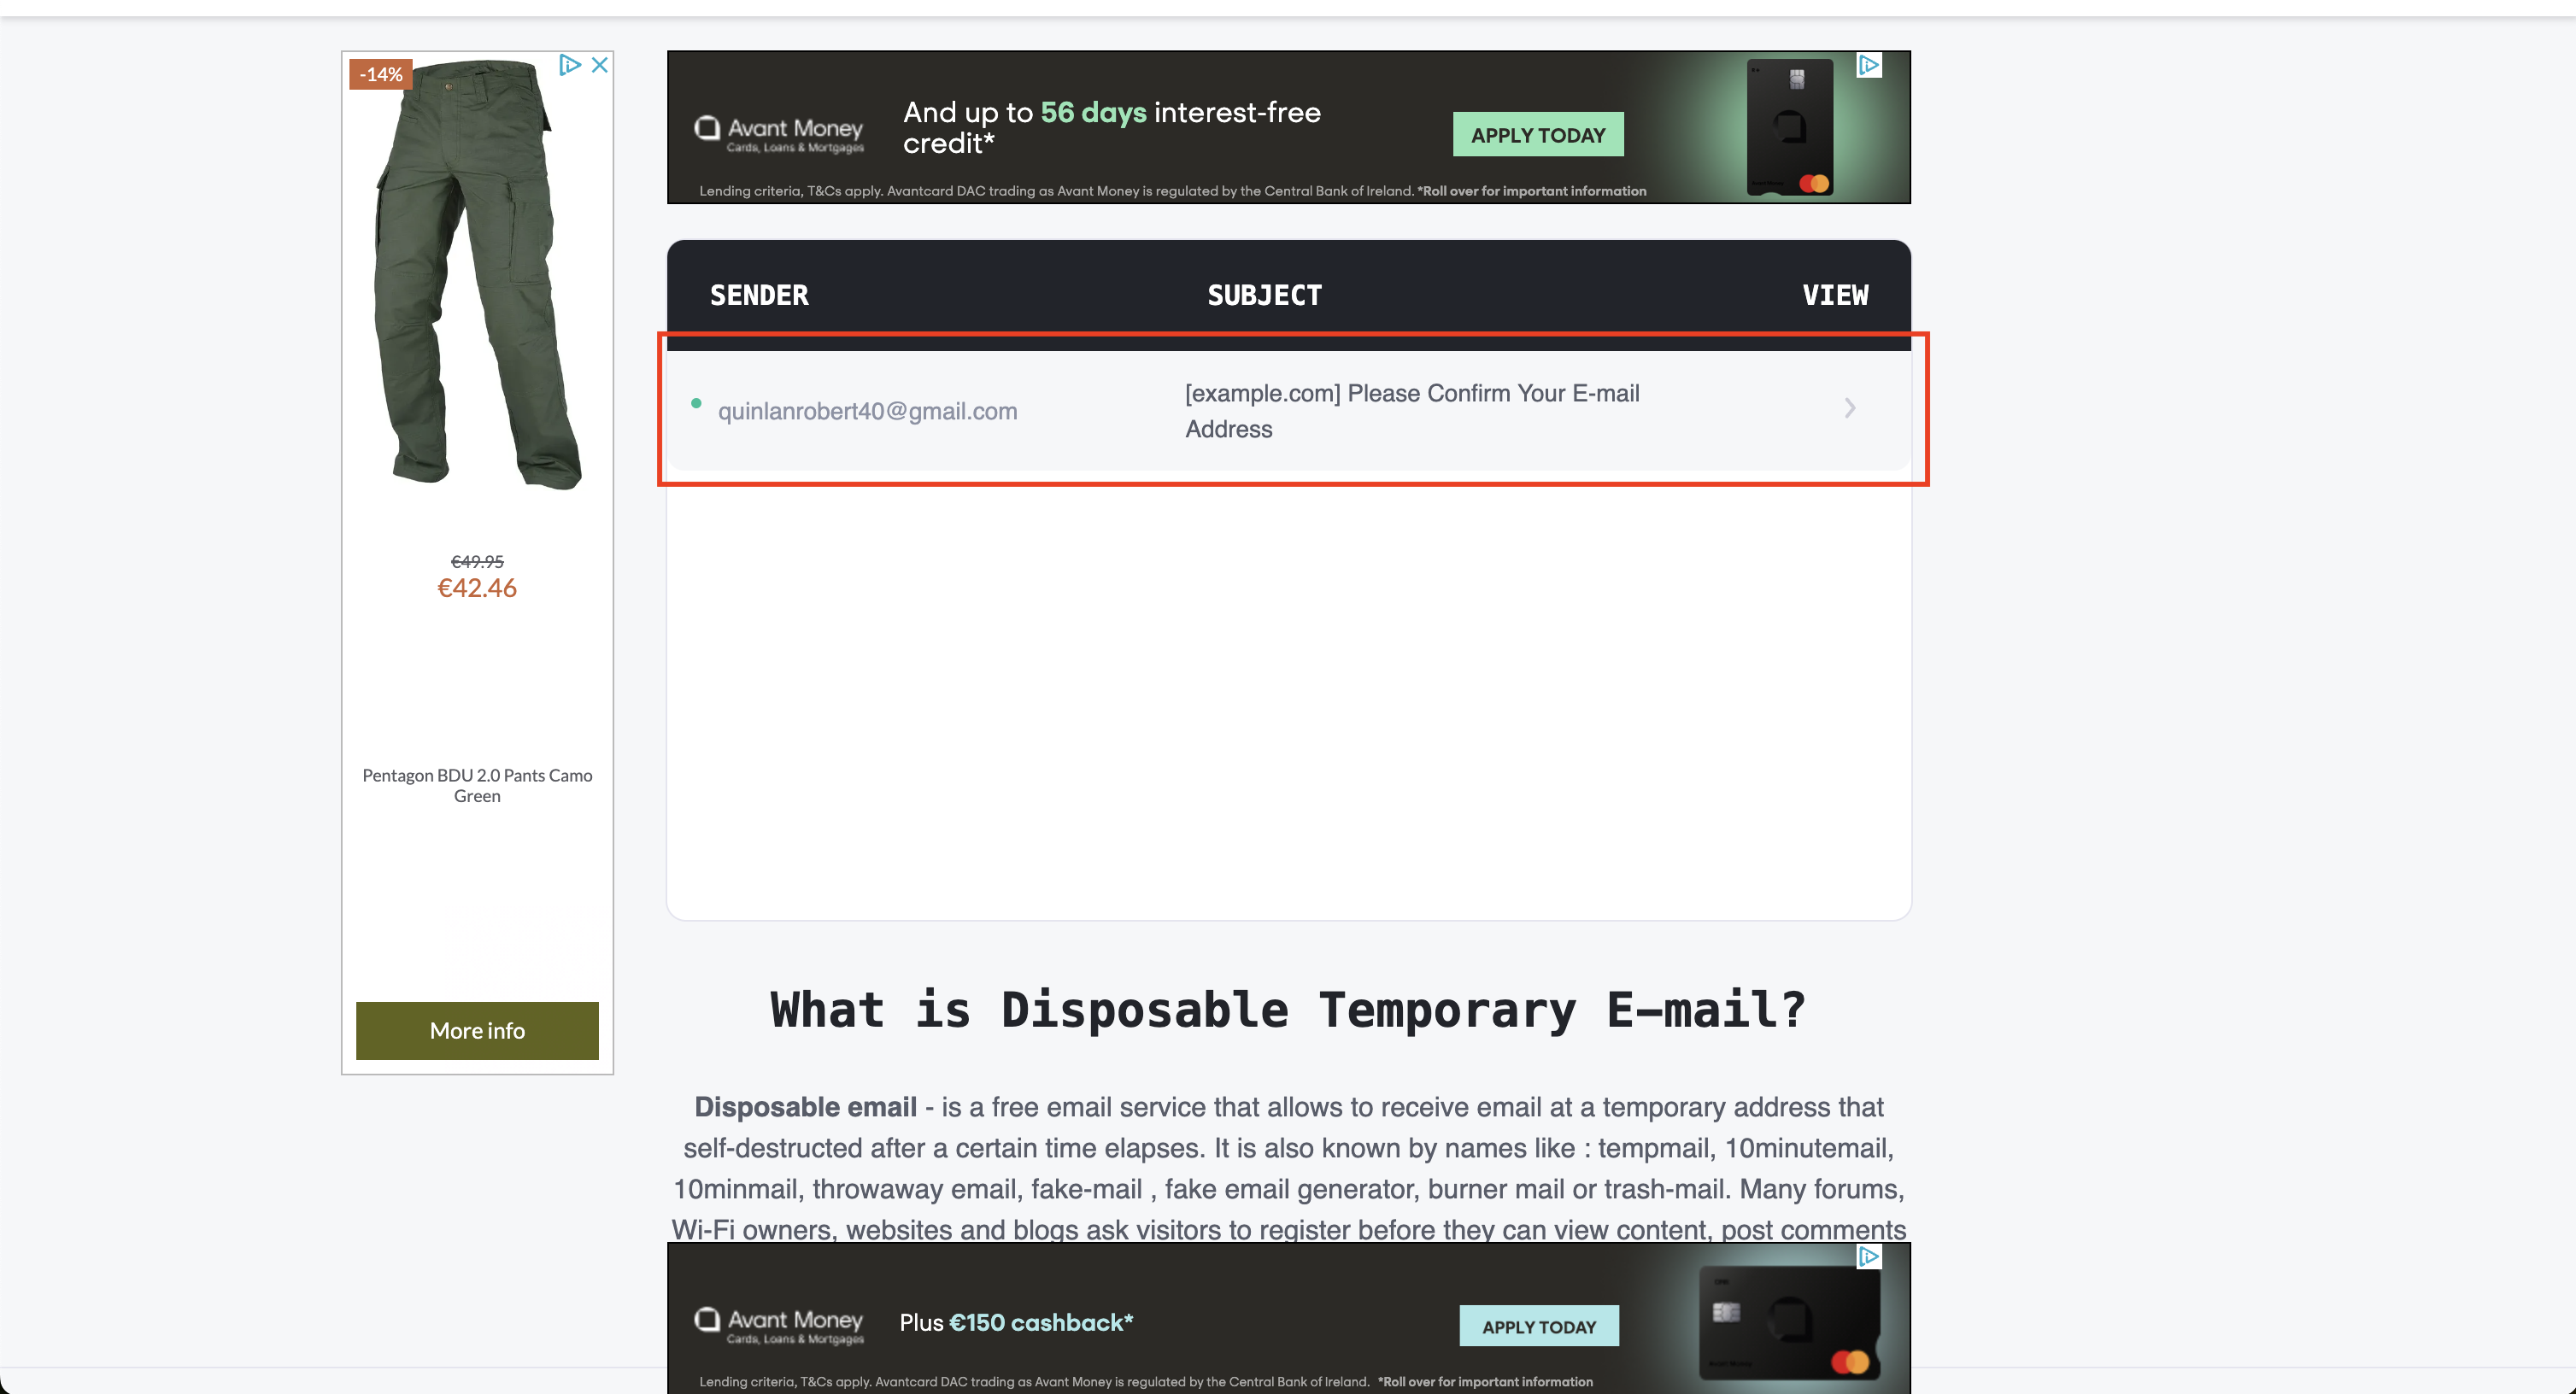 -14%
€49.95
€42.46
Pentagon BDU 2.0 Pants Camo
Green
More info
Avant Money
Cards, Loans & Mortgages
And up to 56 days interest-free
credit*
APPLY TODAY
Lending criteria, T&Cs apply. Avantcard DAC trading as Avant Money is regulated by the Central Bank of Ireland. *Roll over for important information
SENDER SUBJECT VIEW
quinlanrobert40@gmail.com
[example.com] Please Confirm Your E-mail
Address
What is Disposable Temporary E-mail?
Disposable email - is a free email service that allows to receive email at a temporary address that
self-destructed after a certain time elapses. It is also known by names like : tempmail, 10minutemail,
10minmail, throwaway email, fake-mail , fake email generator, burner mail or trash-mail. Many forums,
Wi-Fi owners, websites and blogs ask visitors to register before they can view content, post comments
Avant Money
Cards, Loans & Mortgages
Plus €150 cashback*
APPLY TODAY
Lending criteria, T&Cs apply. Avantcard DAC trading as Avant Money is regulated by the Central Bank of Ireland. *Roll over for important information